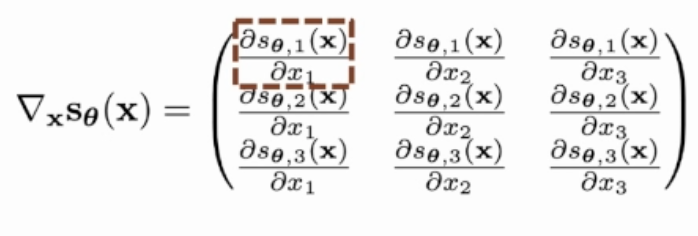 ∇ₓs_θ(x) = ( ∂s_θ,₁(x)/∂x₁  ∂s_θ,₁(x)/∂x₂  ∂s_θ,₁(x)/∂x₃
∂s_θ,₂(x)/∂x₁  ∂s_θ,₂(x)/∂x₂  ∂s_θ,₂(x)/∂x₃
∂s_θ,₃(x)/∂x₁  ∂s_θ,₃(x)/∂x₂  ∂s_θ,₃(x)/∂x₃ )